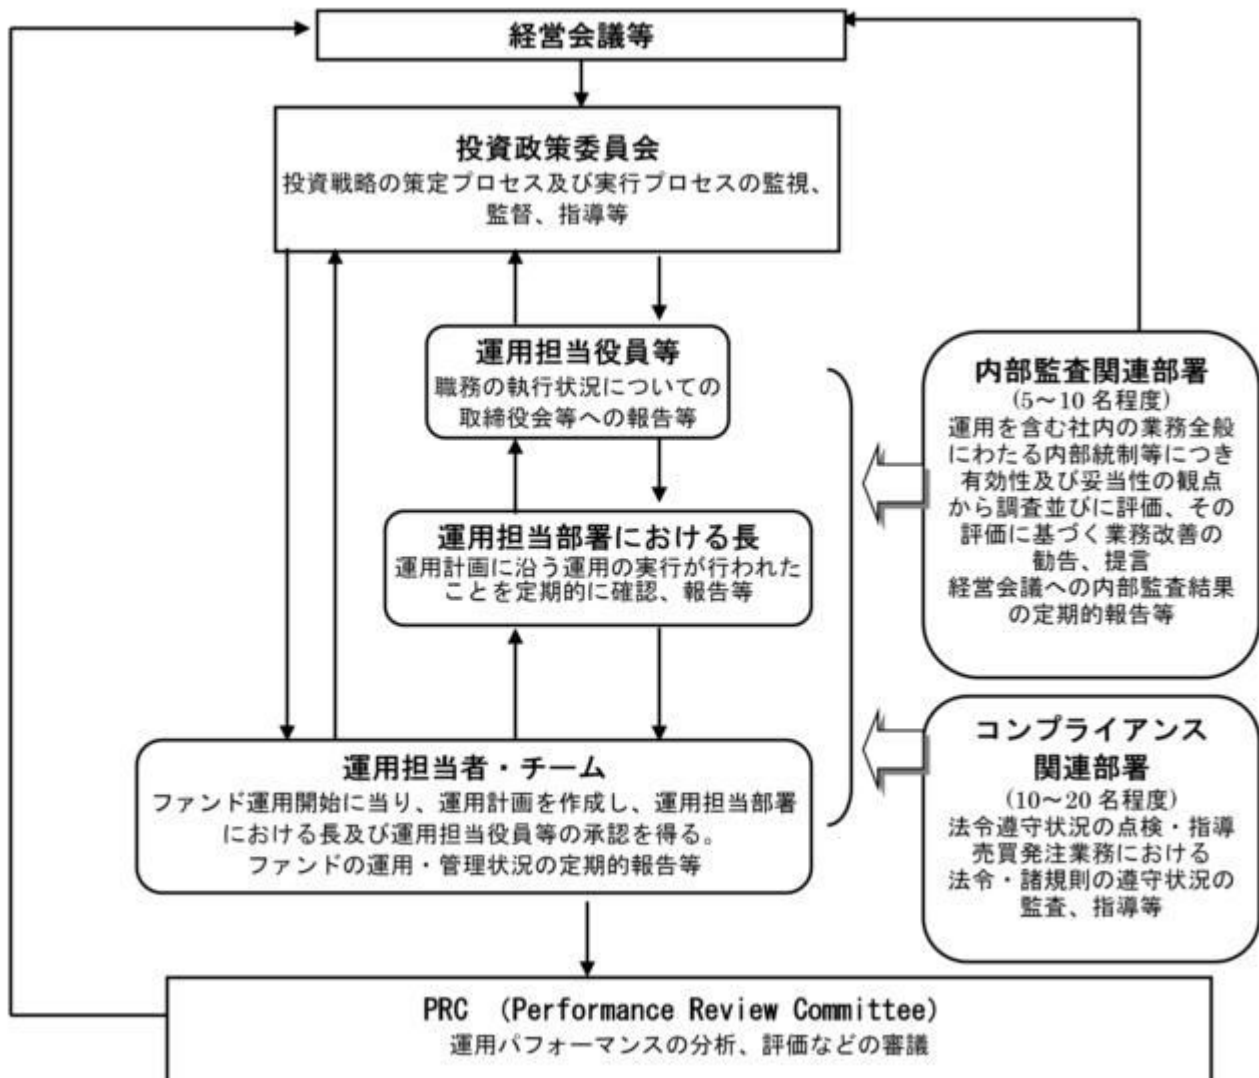 経営会議等
投資政策委員会
投資戦略の策定プロセス及び実行プロセスの監視、
監督、指導等
運用担当役員等
職務の執行状況についての
取締役会等への報告等
運用担当部署における長
運用計画に沿う運用の実行が行われた
ことを定期的に確認、報告等
運用担当者・チーム
ファンド運用開始に当り、運用計画を作成し、運用担当部署
における長及び運用担当役員等の承認を得る。
ファンドの運用・管理状況の定期的報告等
内部監査関連部署
(5～10 名程度)
運用を含む社内の業務全般
にわたる内部統制等につき
有効性及び妥当性の観点
から調査並びに評価、その
評価に基づく業務改善の
勧告、提言
経営会議への内部監査結果
の定期的報告等
コンプライアンス
関連部署
(10～20 名程度)
法令遵守状況の点検・指導
売買発注業務における
法令・諸規則の遵守状況の
監査、指導等
PRC (Performance Review Committee)
運用パフォーマンスの分析、評価などの審議